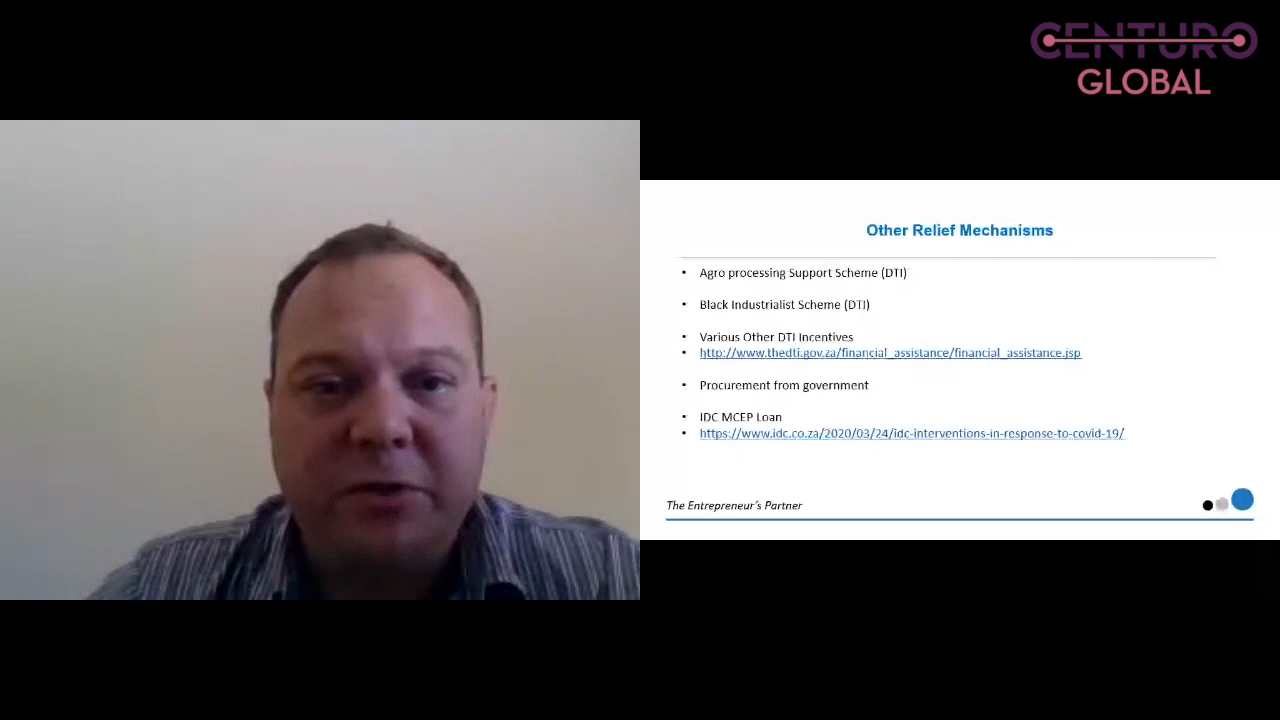 CENTURO
GLOBAL
Other Relief Mechanisms
• Agro processing Support Scheme (DTI)
• Black Industrialist Scheme (DTI)
• Various Other DTI Incentives
• http://www.thedti.gov.za/financial_assistance/financial_assistance.jsp
• Procurement from government
• IDC MCEP Loan
• https://www.idc.co.za/2020/03/24/idc-interventions-in-response-to-covid-19/
The Entrepreneur's Partner